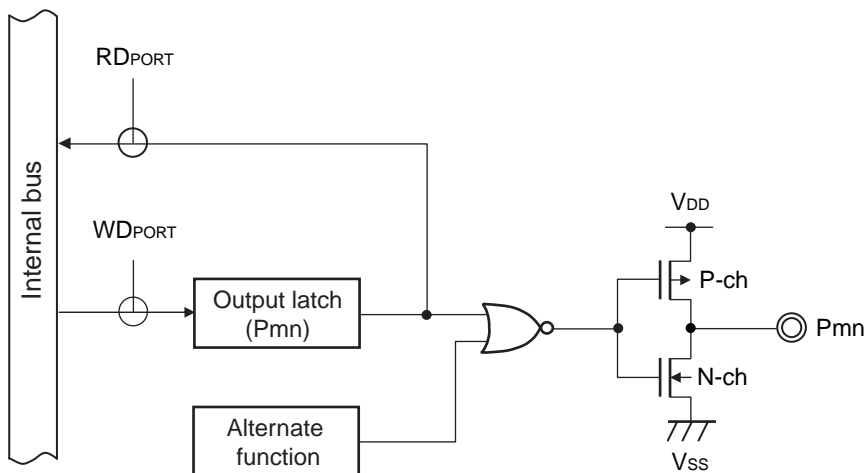 RDPORT
Internal bus
WDPORT
Output latch
(Pmn)
Alternate
function
VDD
P-ch
Pmn
N-ch
VSS